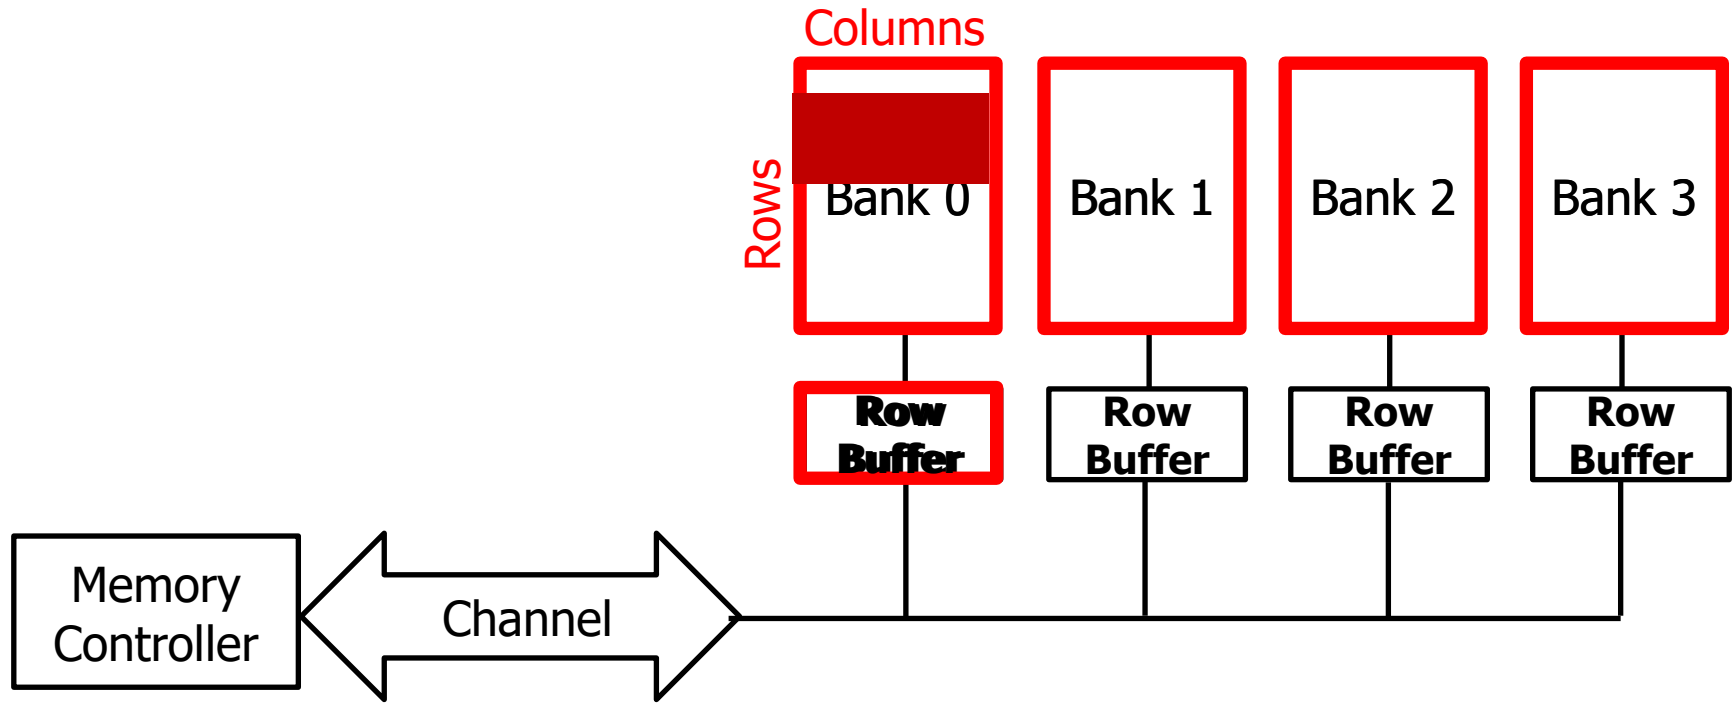 Columns
Rows
Bank 0
Bank 1
Bank 2
Bank 3
Row
Buffer
Row
Buffer
Row
Buffer
Row
Buffer
Memory
Controller
Channel